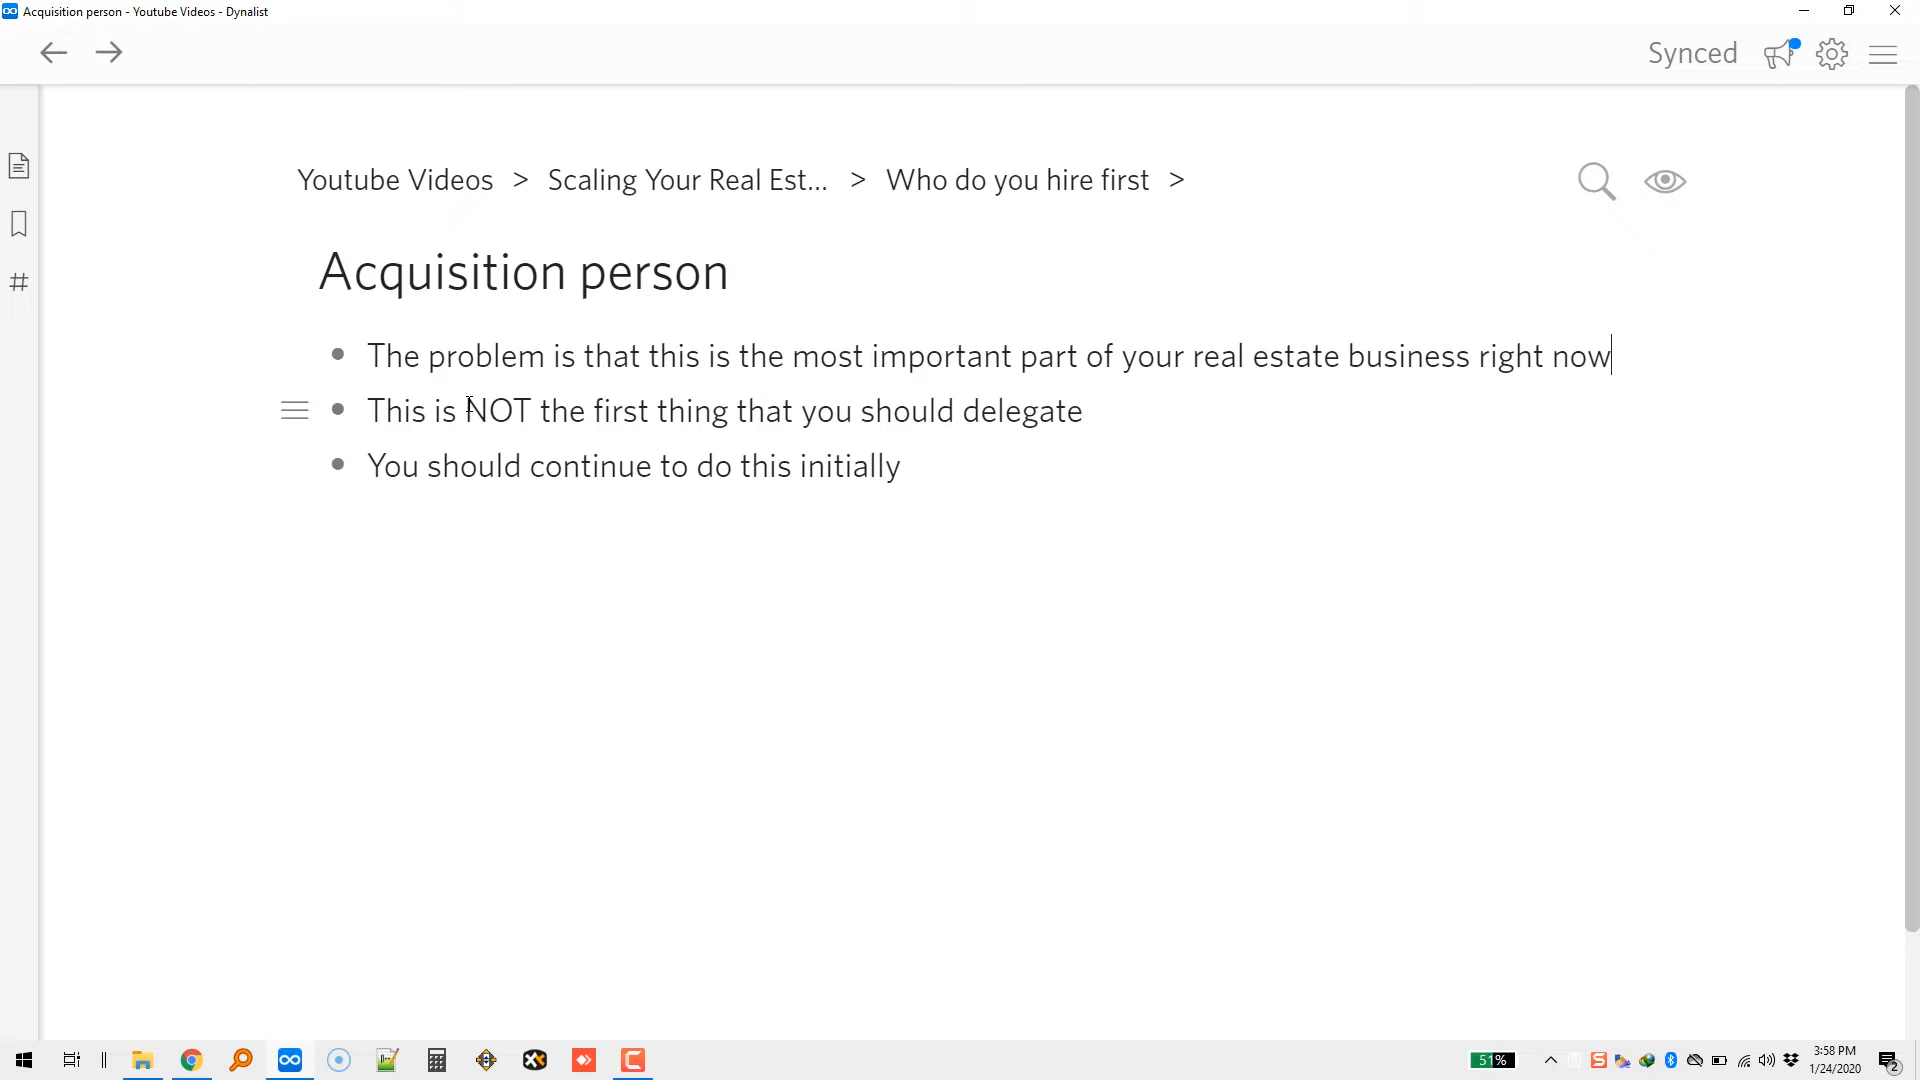 Acquisition person - Youtube Videos - Dynalist
Synced
Youtube Videos > Scaling Your Real Est... > Who do you hire first >
Acquisition person
The problem is that this is the most important part of your real estate business right now
This is NOT the first thing that you should delegate
You should continue to do this initially
51%
3:58 PM
1/24/2020
2